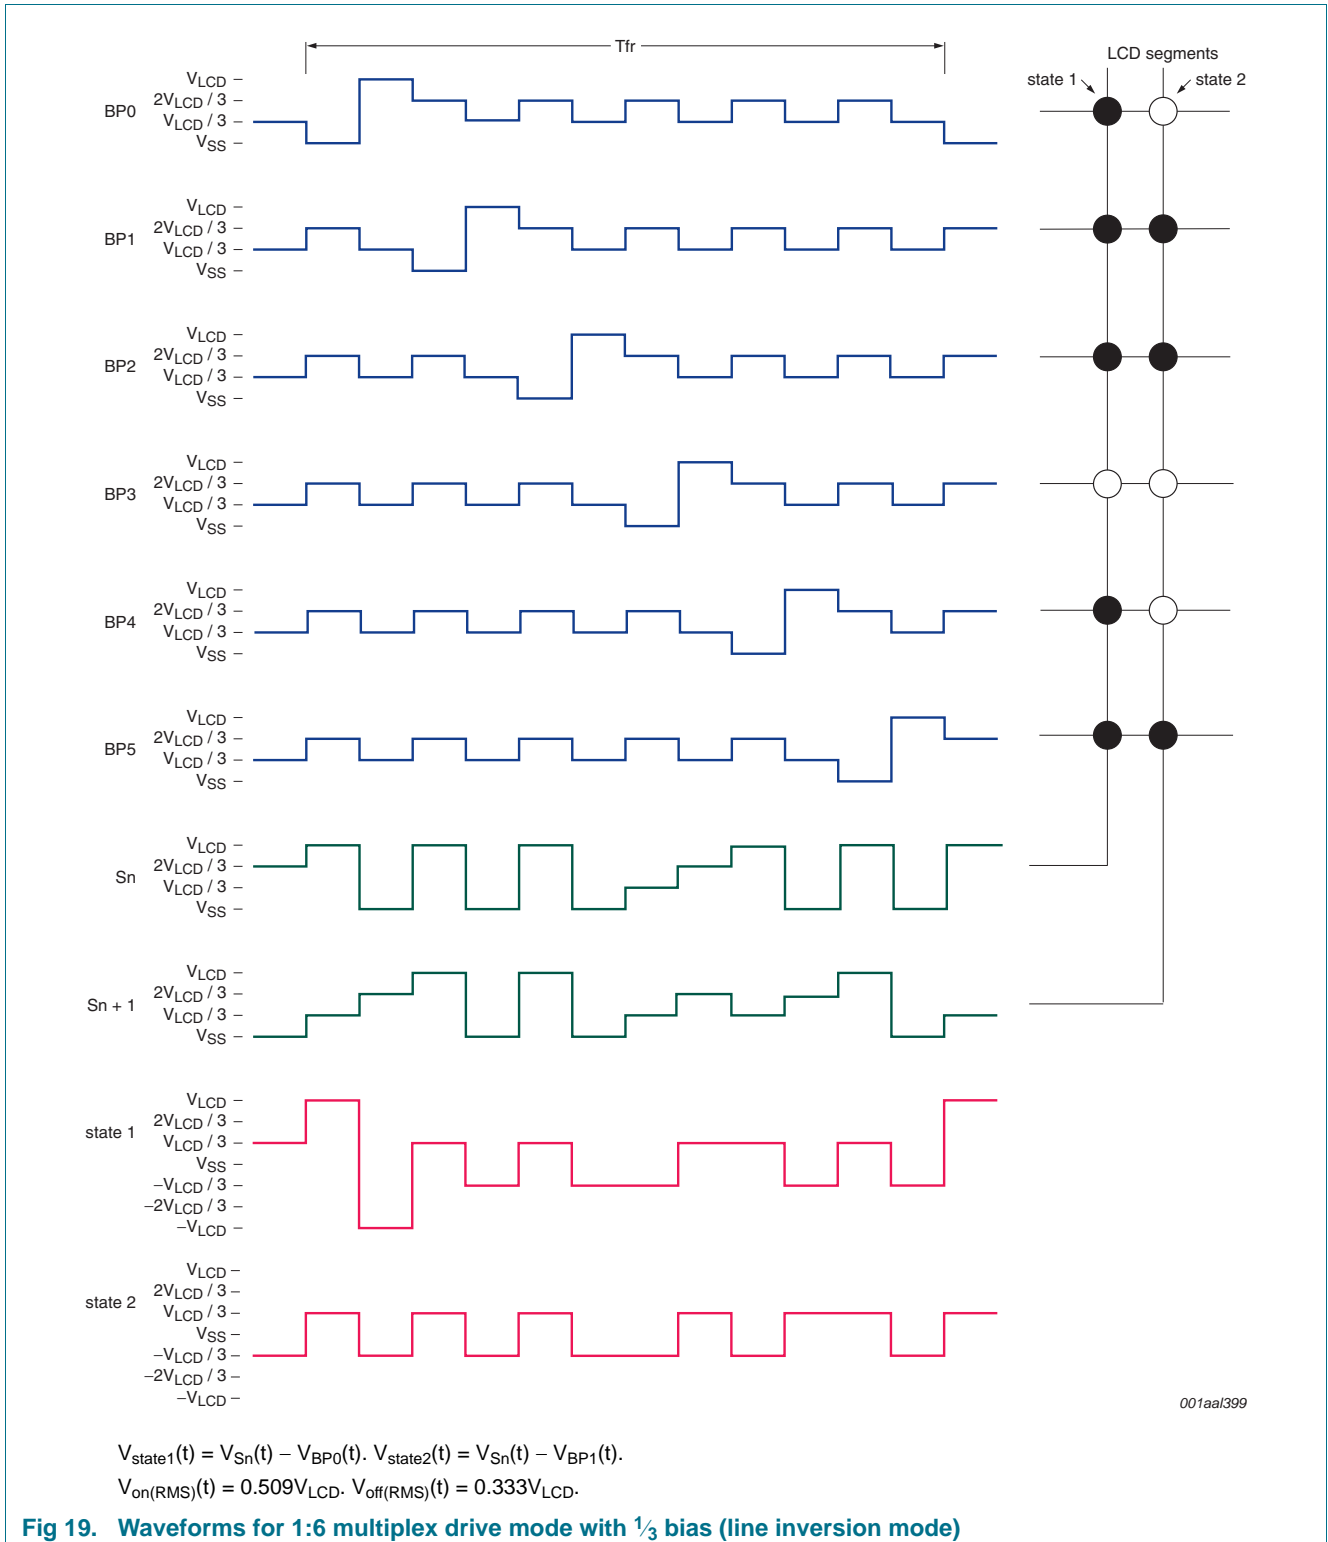 Tfr
LCD segments
state 1
state 2
BP0
VLCD
2VLCD / 3
VLCD / 3
VSS
BP1
VLCD
2VLCD / 3
VLCD / 3
VSS
BP2
VLCD
2VLCD / 3
VLCD / 3
VSS
BP3
VLCD
2VLCD / 3
VLCD / 3
VSS
BP4
VLCD
2VLCD / 3
VLCD / 3
VSS
BP5
VLCD
2VLCD / 3
VLCD / 3
VSS
Sn
VLCD
2VLCD / 3
VLCD / 3
VSS
Sn + 1
VLCD
2VLCD / 3
VLCD / 3
VSS
state 1
VLCD
2VLCD / 3
VLCD / 3
VSS
−VLCD / 3
−2VLCD / 3
−VLCD
state 2
VLCD
2VLCD / 3
VLCD / 3
VSS
−VLCD / 3
−2VLCD / 3
−VLCD
001aal399
Vstate1(t) = VSn(t) − VBP0(t). Vstate2(t) = VSn(t) − VBP1(t).
Von(RMS)(t) = 0.509VLCD. Voff(RMS)(t) = 0.333VLCD.
Fig 19. Waveforms for 1:6 multiplex drive mode with 1⁄3 bias (line inversion mode)